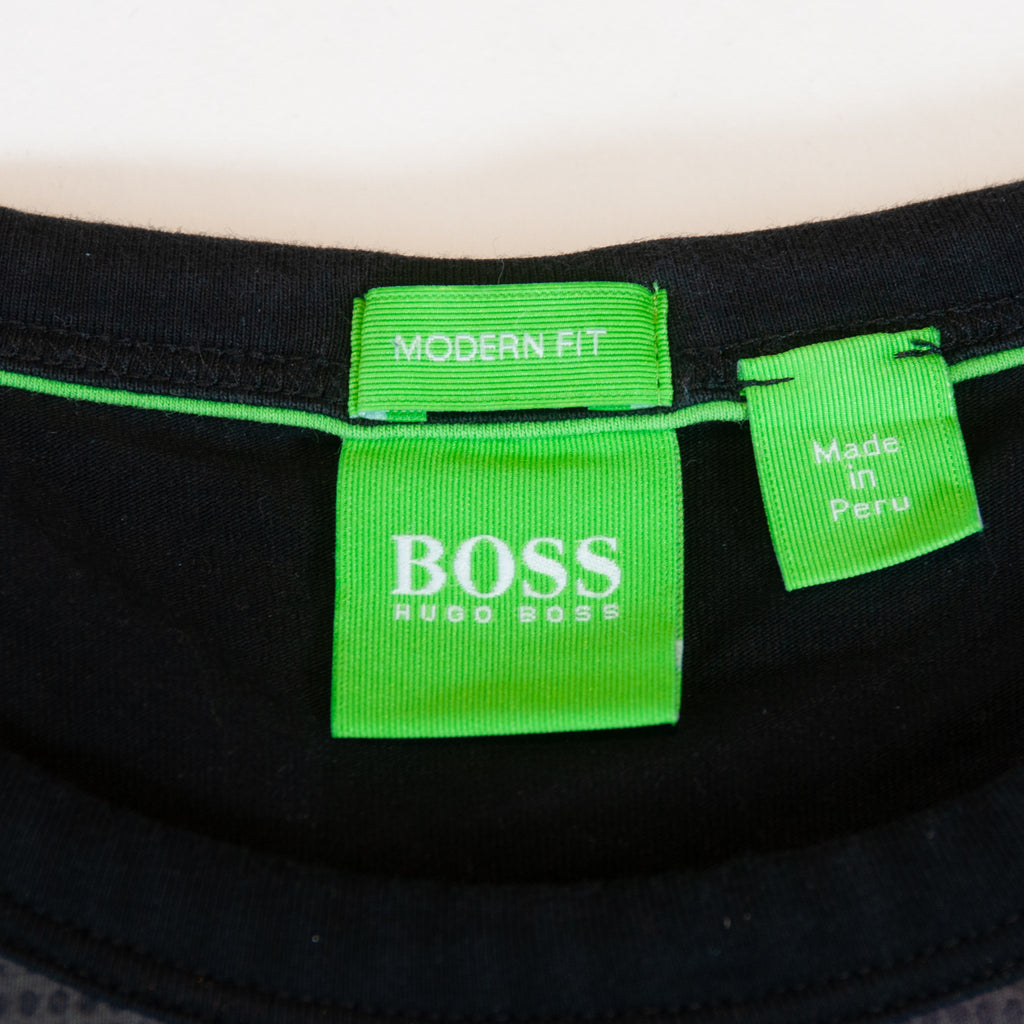 MODERN FIT
BOSS
HUGO BOSS
Made
in
Peru